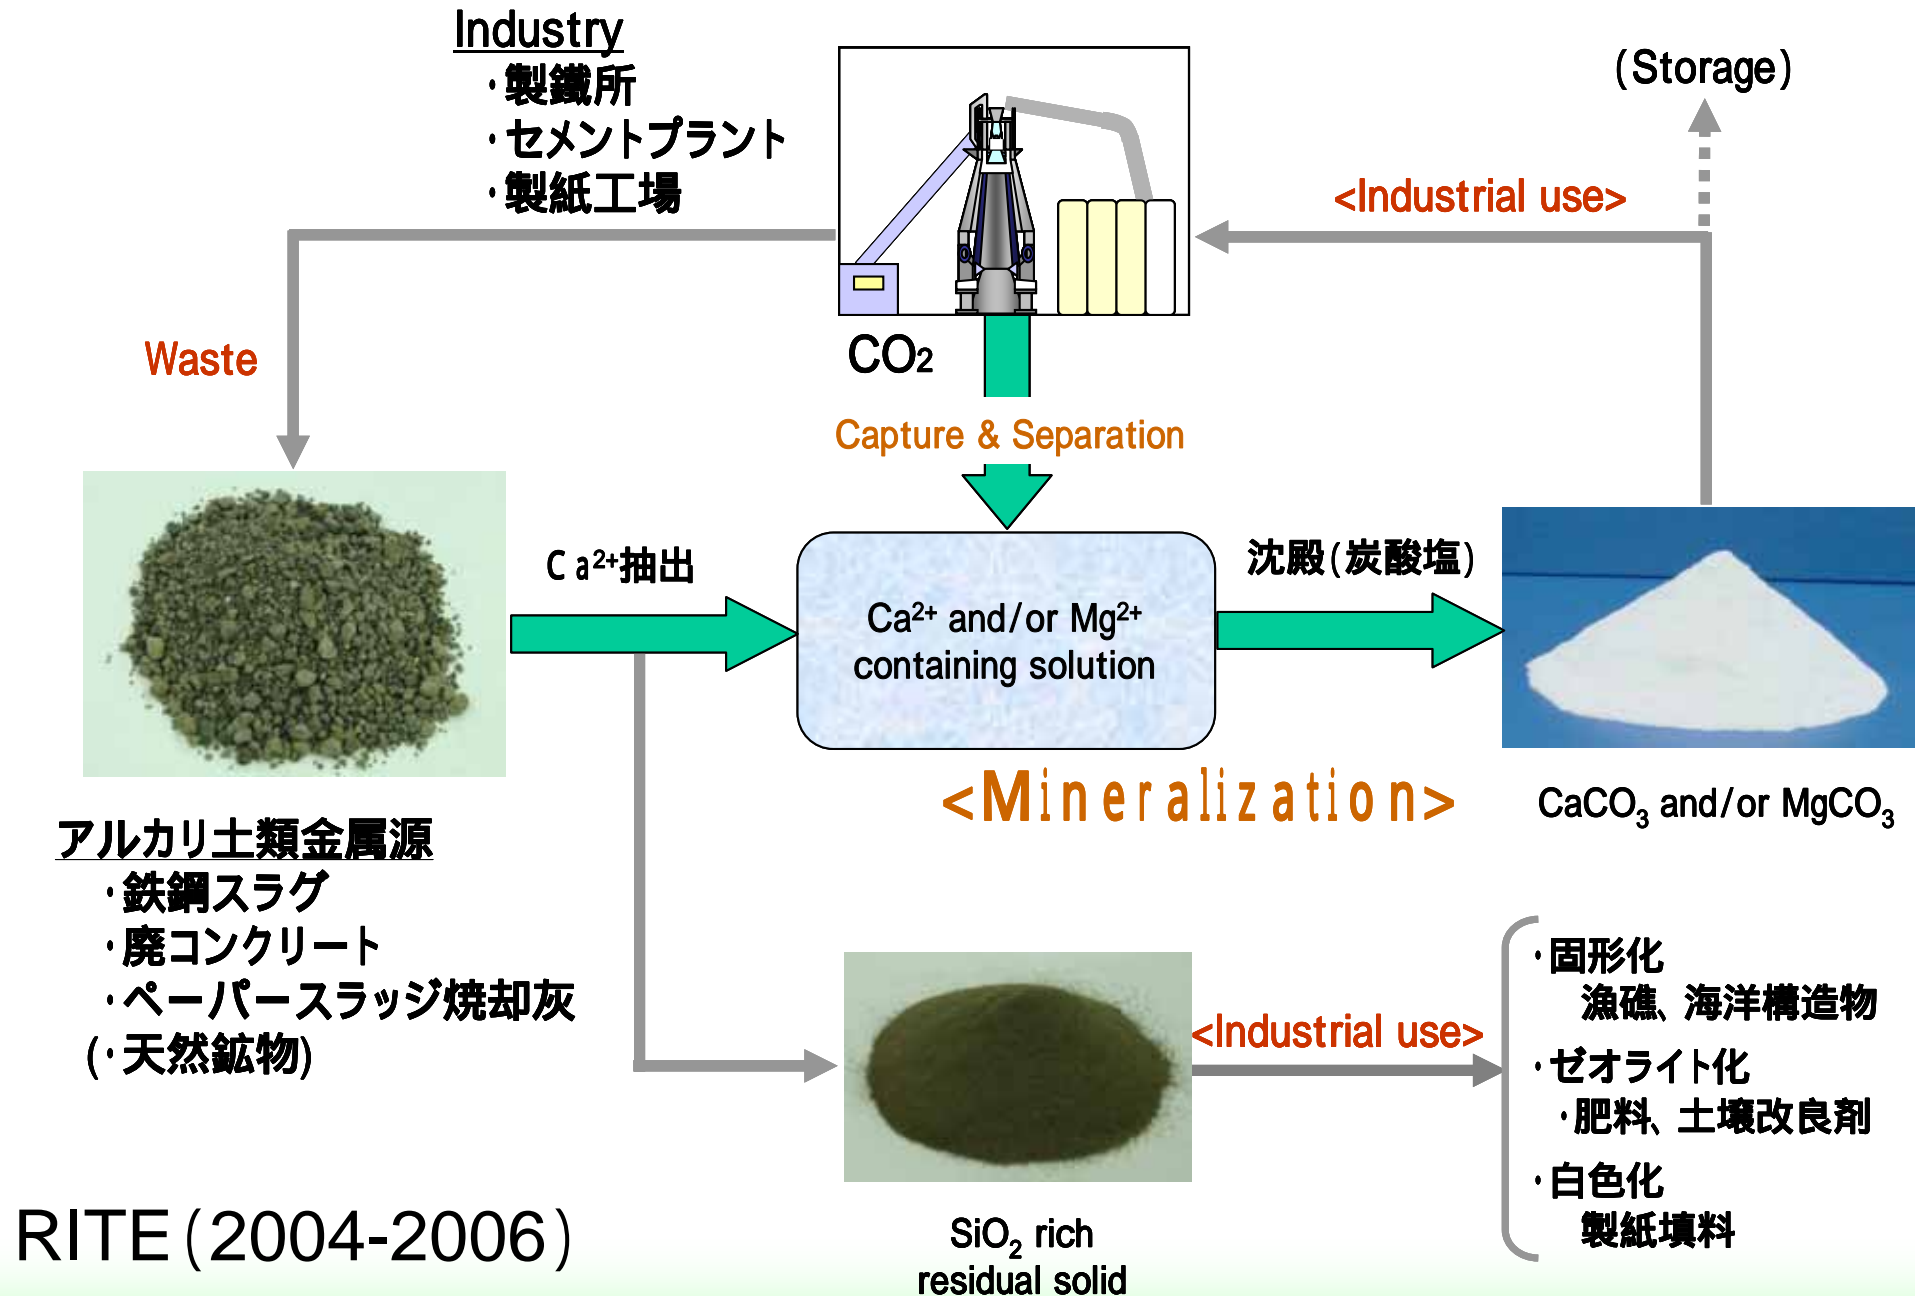 Industry
・製鐵所
・セメントプラント
・製紙工場
(Storage)
<Industrial use>
Waste
CO₂
Capture & Separation
Ca²⁺抽出
Ca²⁺ and/or Mg²⁺
containing solution
沈殿(炭酸塩)
<Mineralization>
CaCO₃ and/or MgCO₃
アルカリ土類金属源
・鉄鋼スラグ
・廃コンクリート
・ペーパースラッジ焼却灰
(・天然鉱物)
<Industrial use>
・固形化
漁礁、海洋構造物
・ゼオライト化
・肥料、土壌改良剤
・白色化
製紙填料
SiO₂ rich
residual solid
RITE(2004-2006)